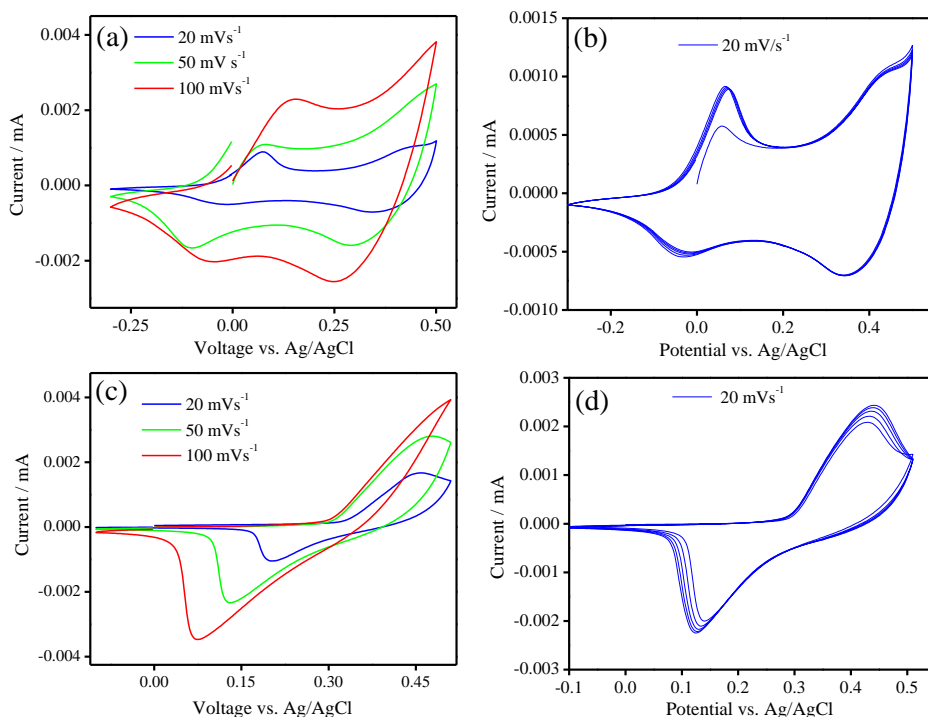 (a)
20 mVs⁻¹
50 mV s⁻¹
100 mVs⁻¹
0.004
0.002
0.000
-0.002
Current / mA
-0.25
0.00
0.25
0.50
Voltage vs. Ag/AgCl
(b)
20 mV/s⁻¹
0.0015
0.0010
0.0005
0.0000
-0.0005
-0.0010
Current / mA
-0.2
0.0
0.2
0.4
Potential vs. Ag/AgCl
(c)
20 mVs⁻¹
50 mVs⁻¹
100 mVs⁻¹
0.004
0.002
0.000
-0.002
-0.004
Current / mA
0.00
0.15
0.30
0.45
Voltage vs. Ag/AgCl
(d)
20 mVs⁻¹
0.003
0.002
0.001
0.000
-0.001
-0.002
-0.003
Current / mA
-0.1
0.0
0.1
0.2
0.3
0.4
0.5
Potential vs. Ag/AgCl